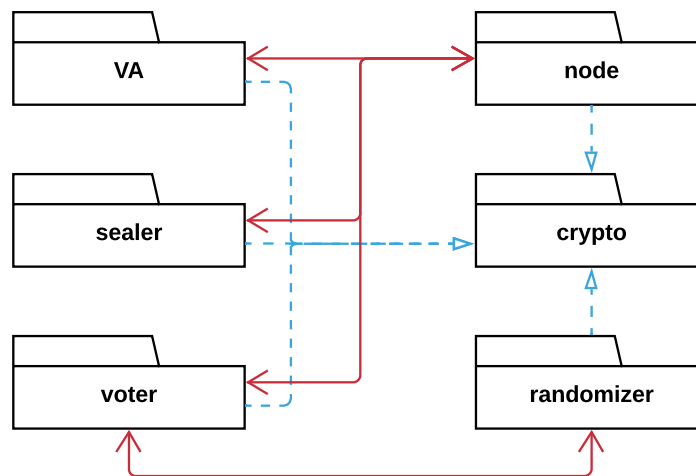 VA
node
sealer
crypto
voter
randomizer